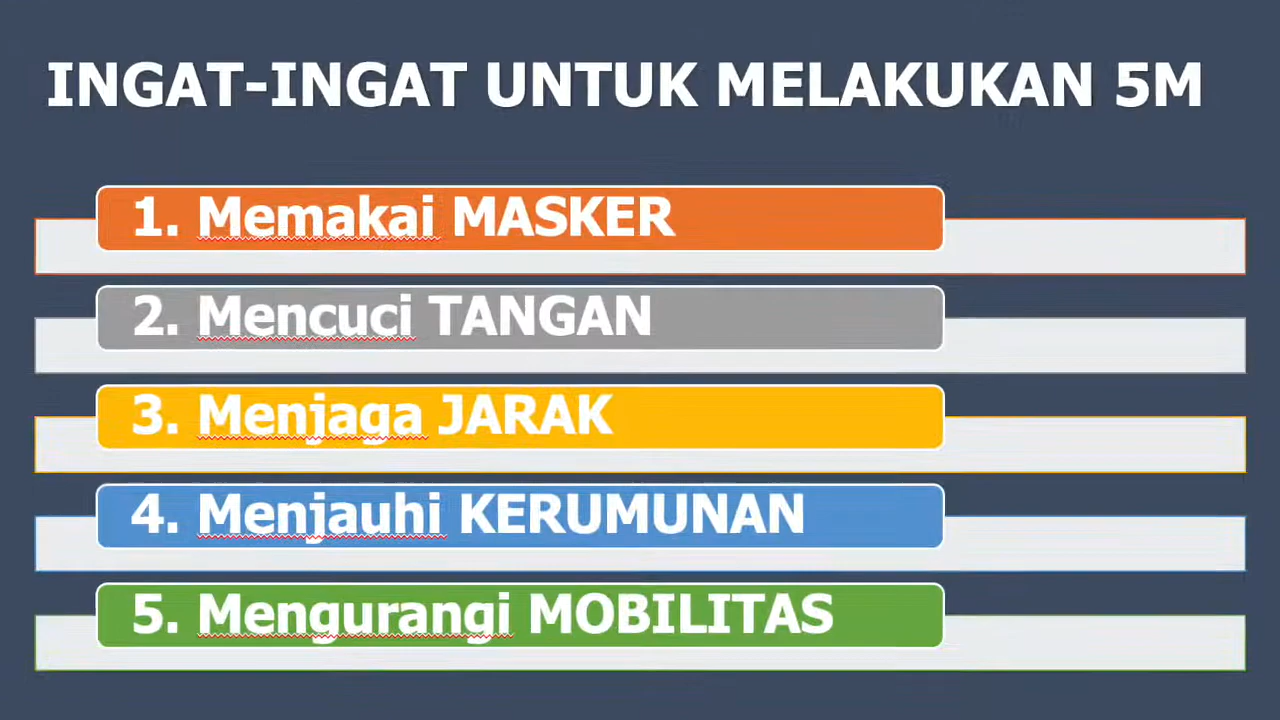 INGAT-INGAT UNTUK MELAKUKAN 5M
1. Memakai MASKER
2. Mencuci TANGAN
3. Menjaga JARAK
4. Menjauhi KERUMUNAN
5. Mengurangi MOBILITAS